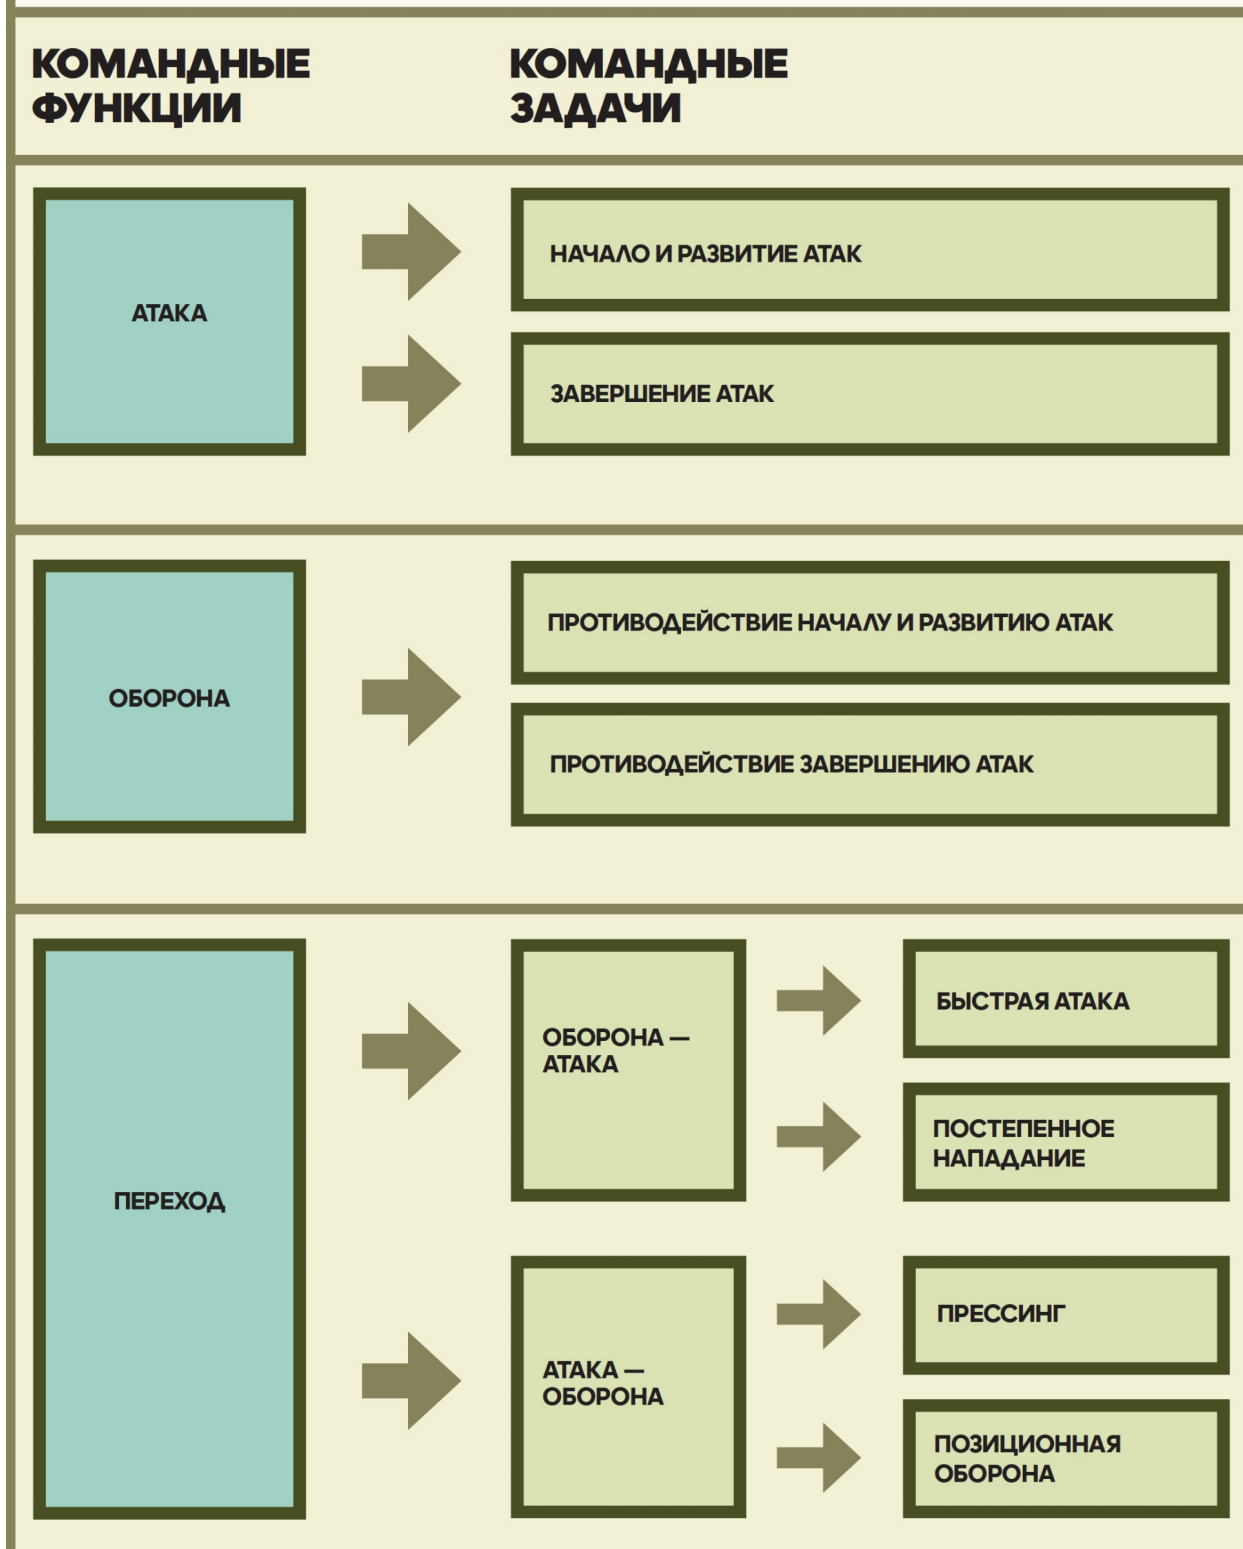 КОМАНДНЫЕ
ФУНКЦИИ
КОМАНДНЫЕ
ЗАДАЧИ
АТАКА
НАЧАЛО И РАЗВИТИЕ АТАК
ЗАВЕРШЕНИЕ АТАК
ОБОРОНА
ПРОТИВОДЕЙСТВИЕ НАЧАЛУ И РАЗВИТИЮ АТАК
ПРОТИВОДЕЙСТВИЕ ЗАВЕРШЕНИЮ АТАК
ПЕРЕХОД
ОБОРОНА —
АТАКА
БЫСТРАЯ АТАКА
ПОСТЕПЕННОЕ
НАПАДАНИЕ
АТАКА —
ОБОРОНА
ПРЕССИНГ
ПОЗИЦИОННАЯ
ОБОРОНА